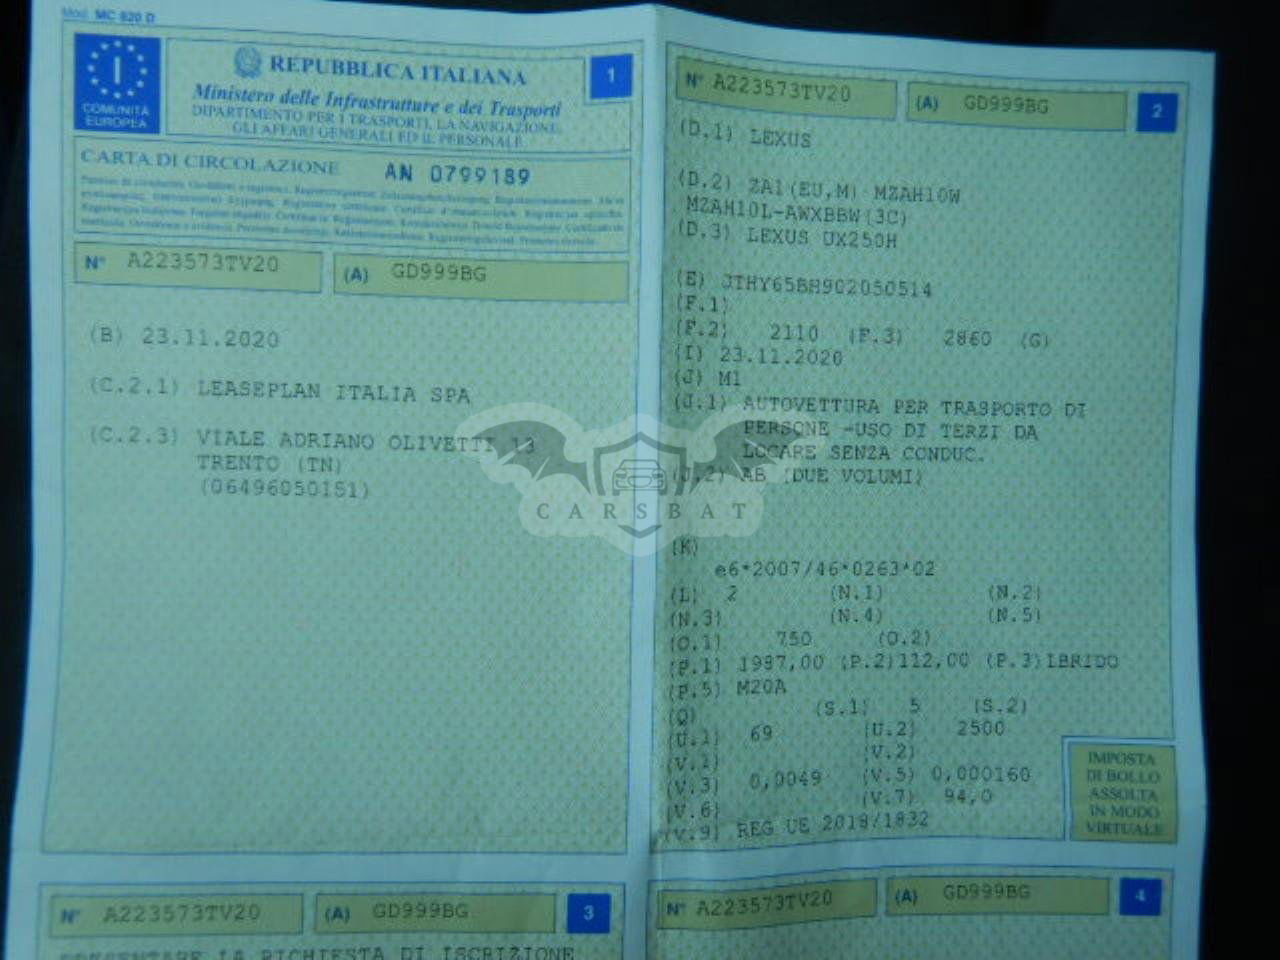 Mod. MC 820 D
I
COMUNITÀ
EUROPEA
REPUBBLICA ITALIANA
1
Ministero delle Infrastrutture e dei Trasporti
DIPARTIMENTO PER I TRASPORTI, LA NAVIGAZIONE,
GLI AFFARI GENERALI ED IL PERSONALE
CARTA DI CIRCOLAZIONE AN 0799189
N° A223573TV20 (A) GD999BG
(B) 23.11.2020
(C.2.1) LEASEPLAN ITALIA SPA
(C.2.3) VIALE ADRIANO OLIVETTI 13
TRENTO (TN)
(06496050151)
N° A223573TV20 (A) GD999BG 2
(D.1) LEXUS
(D.2) ZA1(EU,M) MZAH10W
MZAH10L-AWXBBW(3C)
(D.3) LEXUS UX250H
(E) JTHY65BH902050514
(F.1)
(F.2) 2110 (F.3) 2860 (G)
(I) 23.11.2020
(J) M1
(J.1) AUTOVETTURA PER TRASPORTO DI
PERSONE -USO DI TERZI DA
LOCARE SENZA CONDUC.
(J.2) AB (DUE VOLUMI)
CARSBAT
(K)
e6*2007/46*0263*02
(L) 2 (N.1) (N.2)
(N.3) (N.4) (N.5)
(O.1) 750 (O.2)
(P.1) 1987,00 (P.2)112,00 (P.3)IBRIDO
(P.5) M20A
(Q) (S.1) 5 (S.2)
(U.1) 69 (U.2) 2500
(V.1) (V.2)
(V.3) 0,0049 (V.5) 0,000160
(V.6) (V.7) 94,0
(V.9) REG UE 2018/1832
IMPOSTA
DI BOLLO
ASSOLTA
IN MODO
VIRTUALE
N° A223573TV20 (A) GD999BG 3
PRESENTARE LA RICHIESTA DI ISCRIZIONE
N° A223573TV20 (A) GD999BG 4